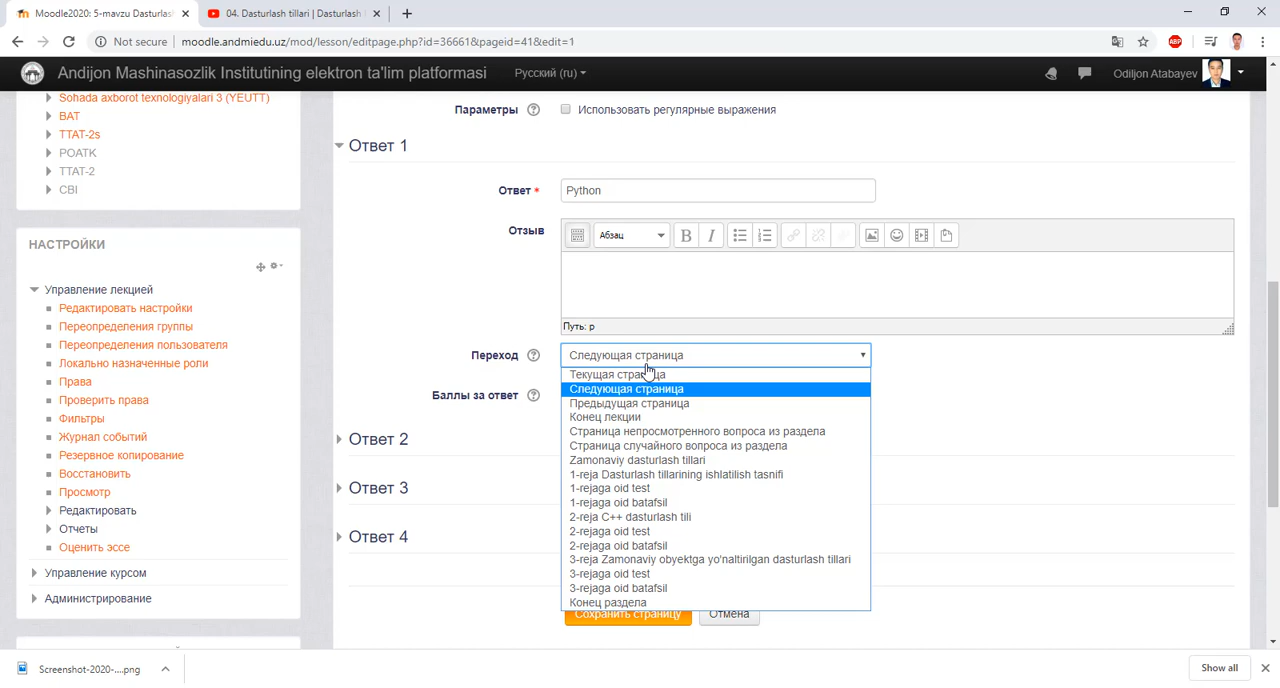 Moodle2020: 5-mavzu Dasturlash
04. Dasturlash tillari | Dasturlash
Not secure
moodle.andmiedu.uz/mod/lesson/editpage.php?id=36661&pageid=41&edit=1
ABP
Andijon Mashinasozlik Institutining elektron ta'lim platformasi
Русский (ru)
Odiljon Atabayev
Sohada axborot texnologiyalari 3 (YEUTT)
BAT
TTAT-2s
POATK
TTAT-2
CBI
НАСТРОЙКИ
Управление лекцией
Редактировать настройки
Переопределения группы
Переопределения пользователя
Локально назначенные роли
Права
Проверить права
Фильтры
Журнал событий
Резервное копирование
Восстановить
Просмотр
Редактировать
Отчеты
Оценить эссе
Управление курсом
Администрирование
Параметры
Использовать регулярные выражения
Ответ 1
Ответ *
Python
Отзыв
Абзац
B I
Путь: p
Переход
Следующая страница
Текущая страница
Следующая страница
Предыдущая страница
Конец лекции
Страница непросмотренного вопроса из раздела
Страница случайного вопроса из раздела
Zamonaviy dasturlash tillari
1-reja Dasturlash tillarining ishlatilish tasnifi
1-rejaga oid test
1-rejaga oid batafsil
2-reja C++ dasturlash tili
2-rejaga oid test
2-rejaga oid batafsil
3-reja Zamonaviy obyektga yo'naltirilgan dasturlash tillari
3-rejaga oid test
3-rejaga oid batafsil
Конец раздела
Баллы за ответ
Ответ 2
Ответ 3
Ответ 4
Сохранить страницу
Отмена
Screenshot-2020-....png
Show all